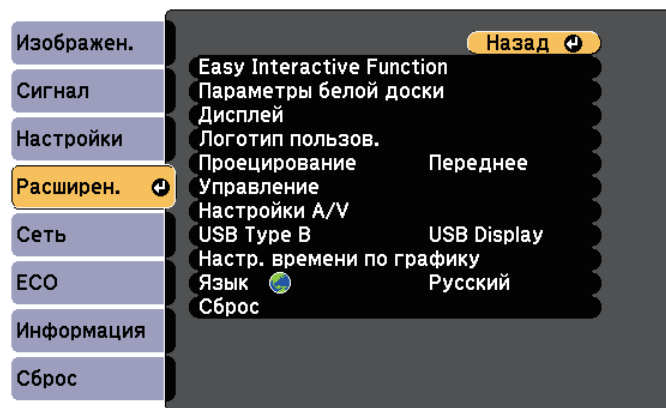 Изображен.
Сигнал
Настройки
Расширен.
Сеть
ECO
Информация
Сброс
Назад
Easy Interactive Function
Параметры белой доски
Дисплей
Логотип пользов.
Проецирование Переднее
Управление
Настройки A/V
USB Type B USB Display
Настр. времени по графику
Язык Русский
Сброс